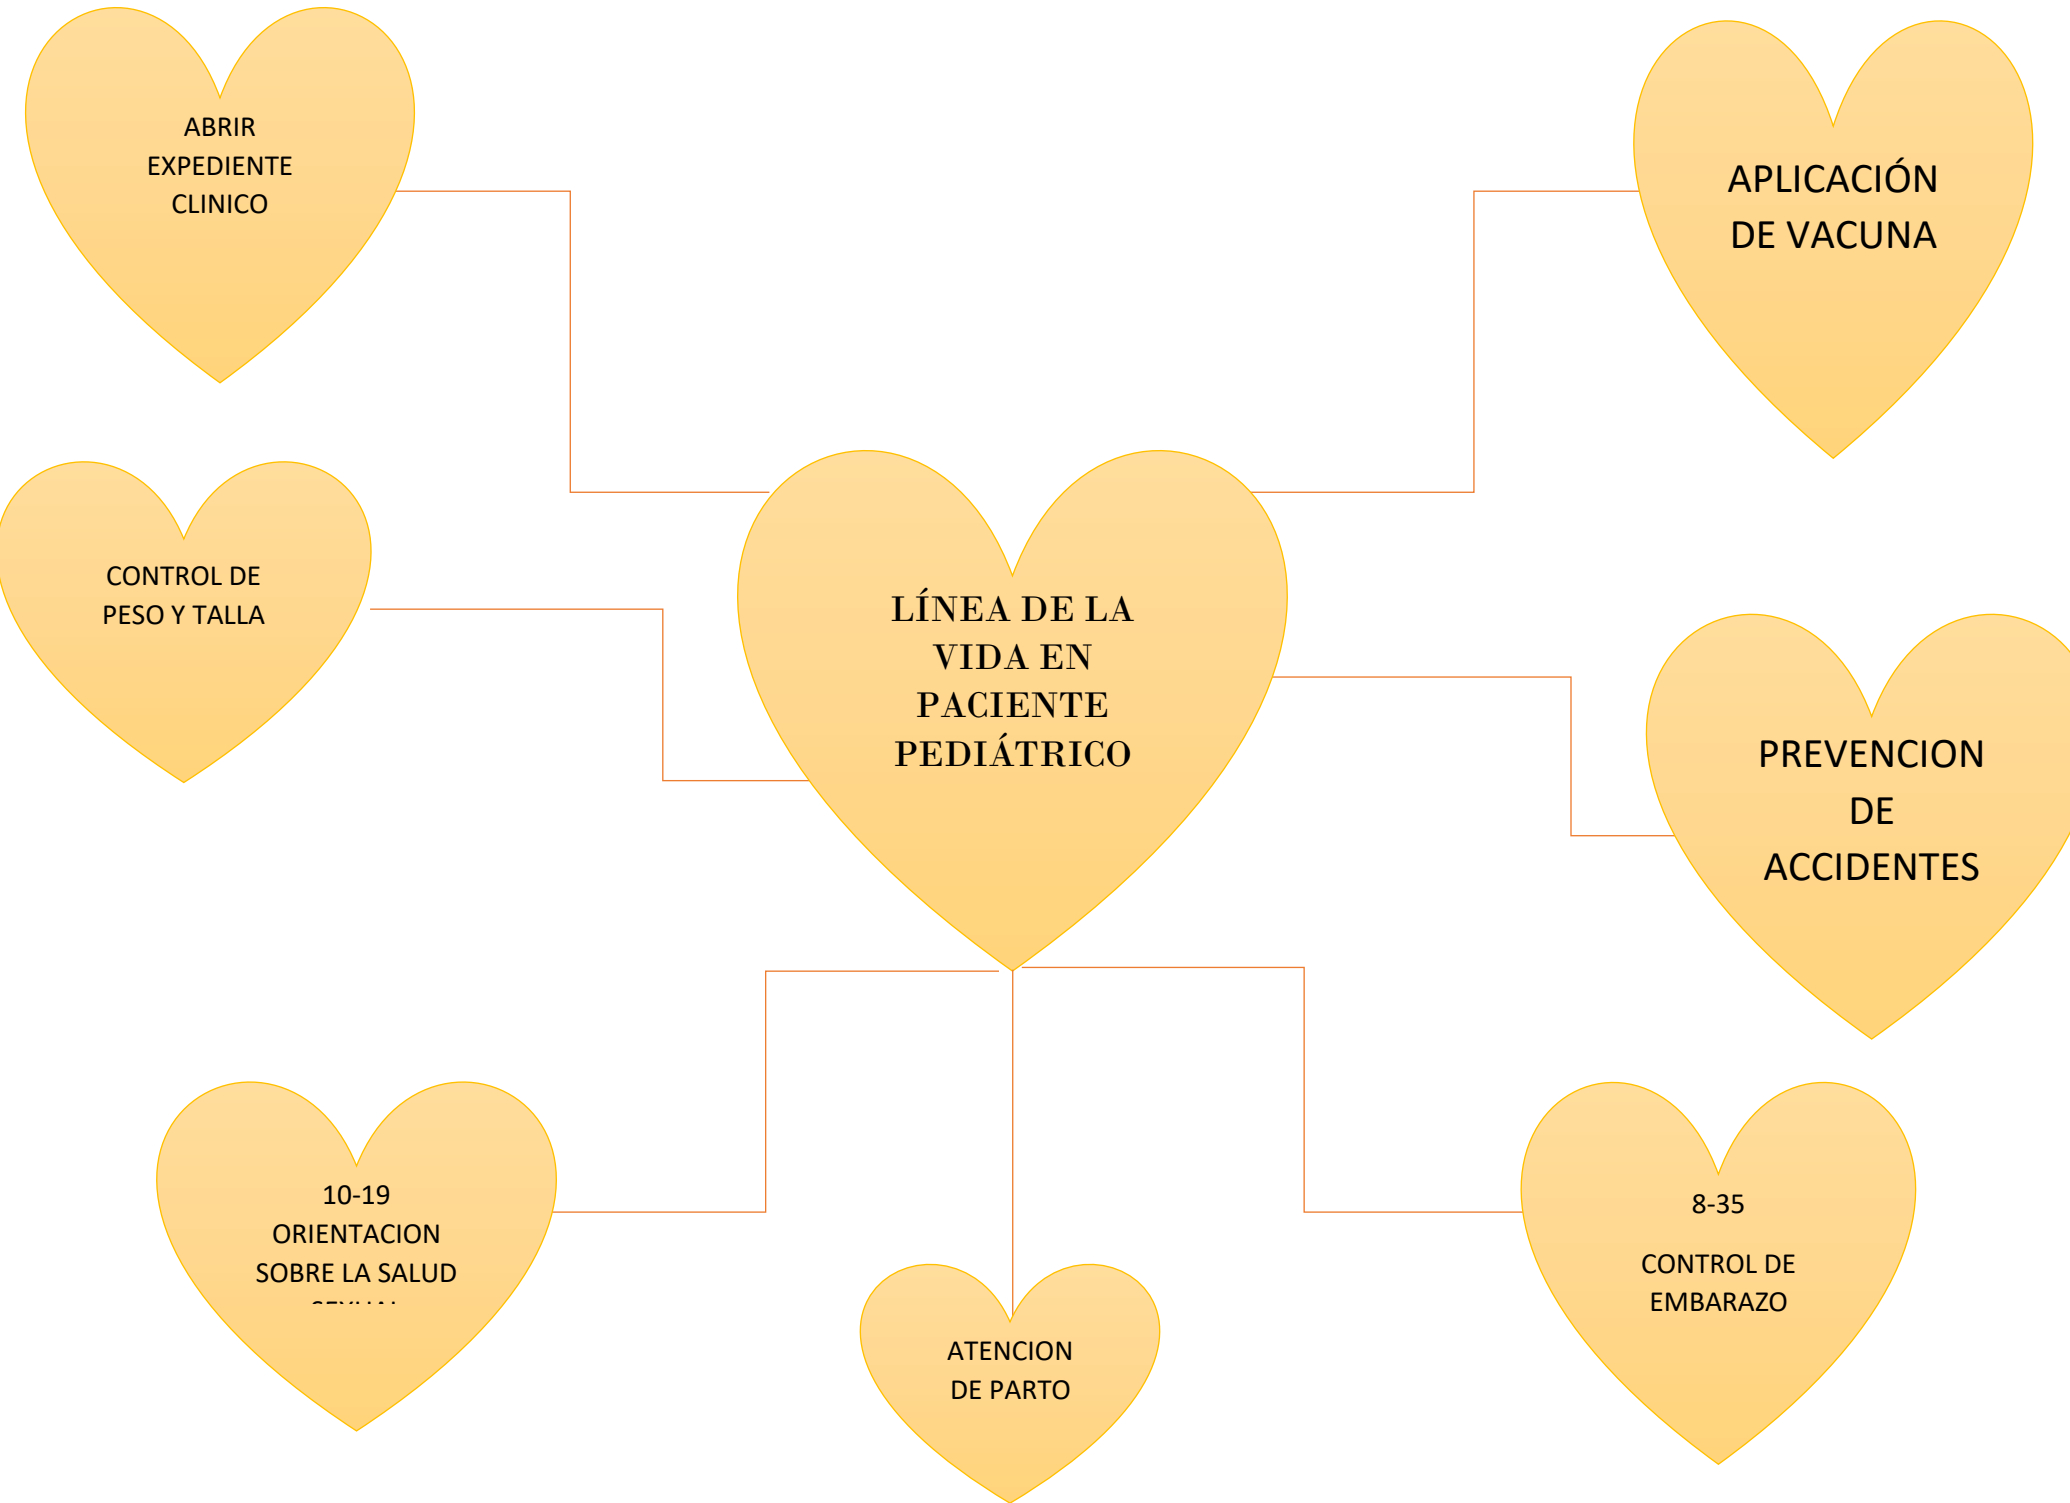 ABRIR
EXPEDIENTE
CLINICO
APLICACIÓN
DE VACUNA
CONTROL DE
PESO Y TALLA
LÍNEA DE LA
VIDA EN
PACIENTE
PEDIÁTRICO
PREVENCION
DE
ACCIDENTES
10-19
ORIENTACION
SOBRE LA SALUD
SEXUAL
ATENCION
DE PARTO
8-35
CONTROL DE
EMBARAZO